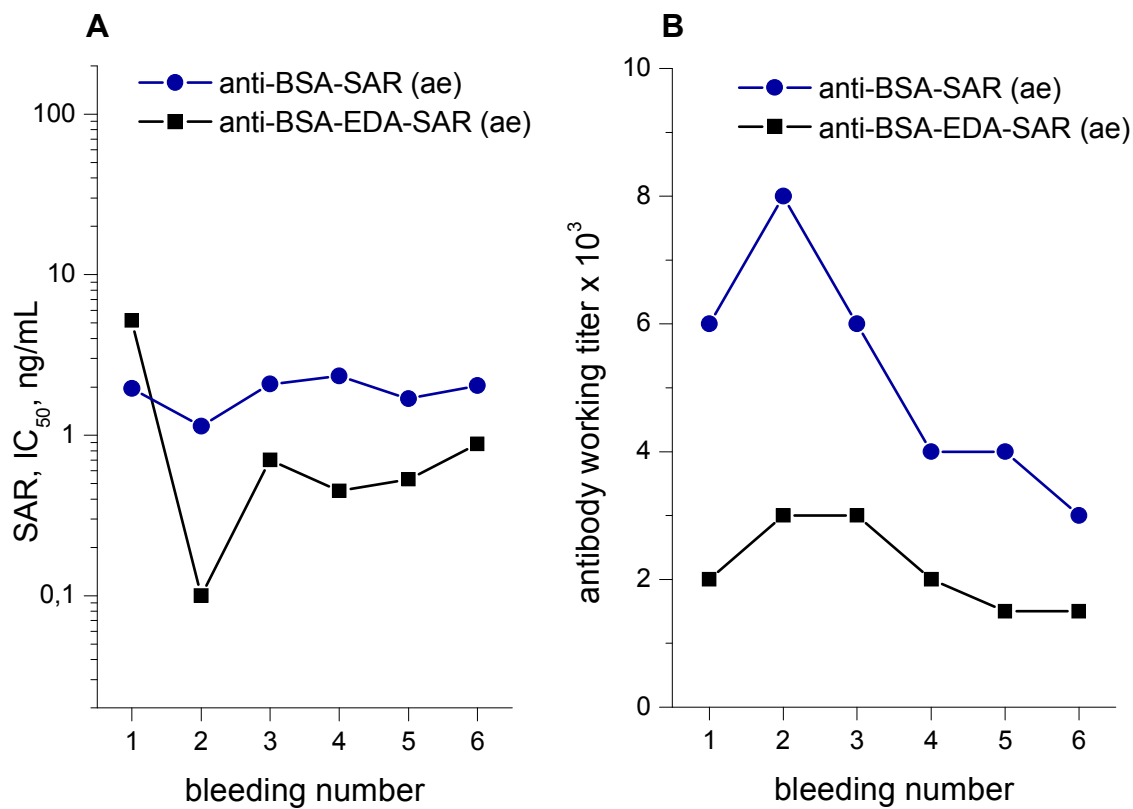 A
anti-BSA-SAR (ae)
anti-BSA-EDA-SAR (ae)
100
10
1
0,1
SAR, IC₅₀, ng/mL
1 2 3 4 5 6
bleeding number
B
anti-BSA-SAR (ae)
anti-BSA-EDA-SAR (ae)
10
8
6
4
2
0
antibody working titer x 10³
1 2 3 4 5 6
bleeding number